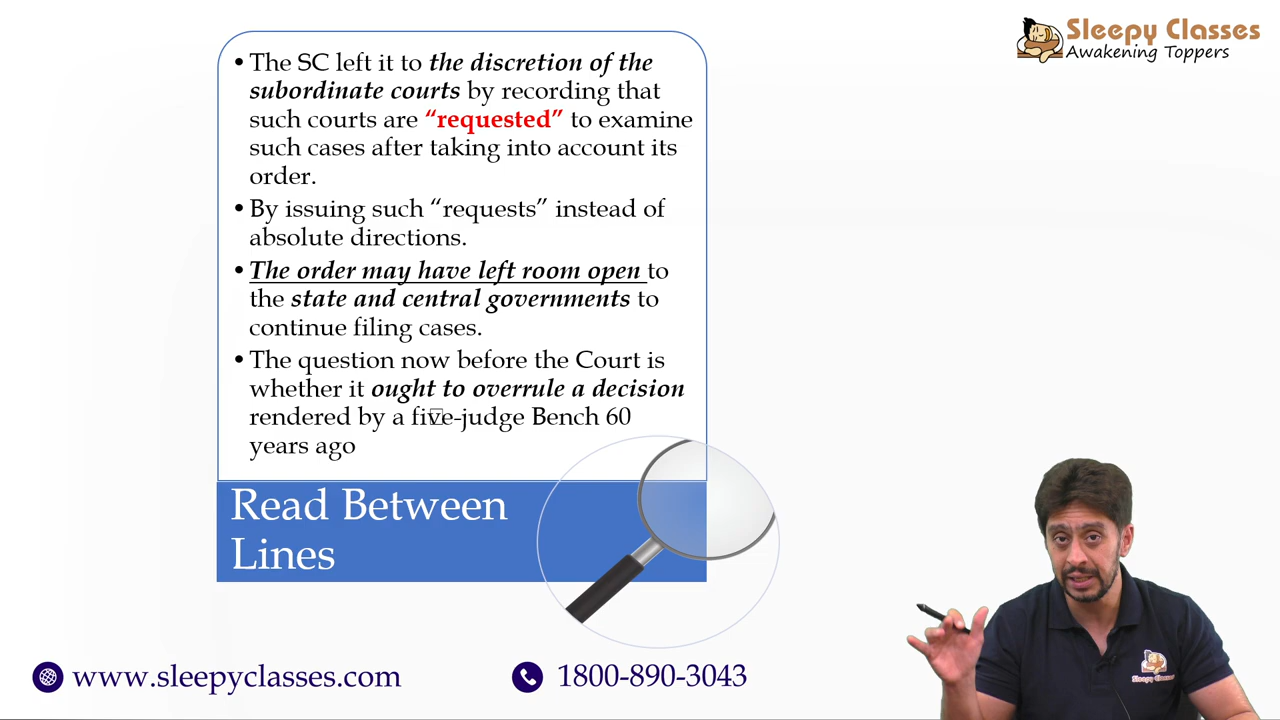 Sleepy Classes
Awakening Toppers
• The SC left it to the discretion of the
subordinate courts by recording that
such courts are “requested” to examine
such cases after taking into account its
order.
• By issuing such “requests” instead of
absolute directions.
• The order may have left room open to
the state and central governments to
continue filing cases.
• The question now before the Court is
whether it ought to overrule a decision
rendered by a five-judge Bench 60
years ago
Read Between
Lines
Sleepy Classes
www.sleepyclasses.com
1800-890-3043